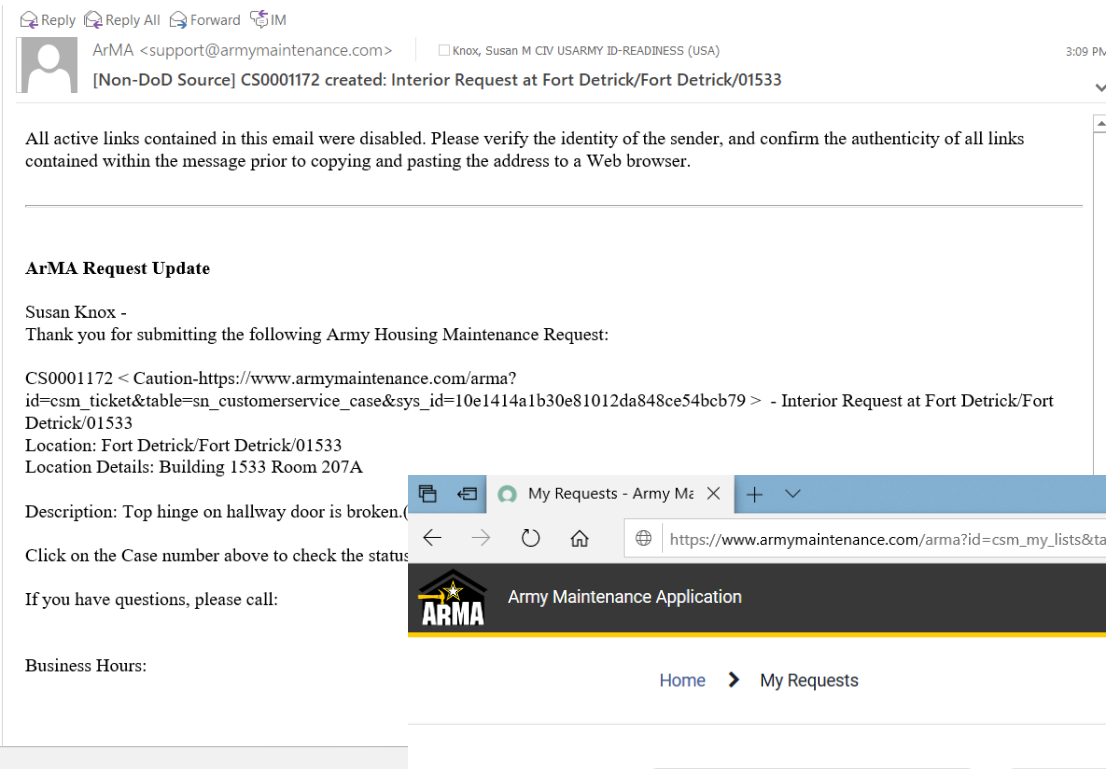 Reply Reply All Forward IM
ArMA <support@armymaintenance.com> Knox, Susan M CIV USARMY ID-READINESS (USA) 3:09 PM
[Non-DoD Source] CS0001172 created: Interior Request at Fort Detrick/Fort Detrick/01533
All active links contained in this email were disabled. Please verify the identity of the sender, and confirm the authenticity of all links
contained within the message prior to copying and pasting the address to a Web browser.
ArMA Request Update
Susan Knox -
Thank you for submitting the following Army Housing Maintenance Request:
CS0001172 < Caution-https://www.armymaintenance.com/arma?
id=csm_ticket&table=sn_customerservice_case&sys_id=10e1414a1b30e81012da848ce54bcb79 > - Interior Request at Fort Detrick/Fort
Detrick/01533
Location: Fort Detrick/Fort Detrick/01533
Location Details: Building 1533 Room 207A
Description: Top hinge on hallway door is broken.(
Click on the Case number above to check the status
If you have questions, please call:
Business Hours:
My Requests - Army Ma
https://www.armymaintenance.com/arma?id=csm_my_lists&ta
ARMA Army Maintenance Application
Home > My Requests